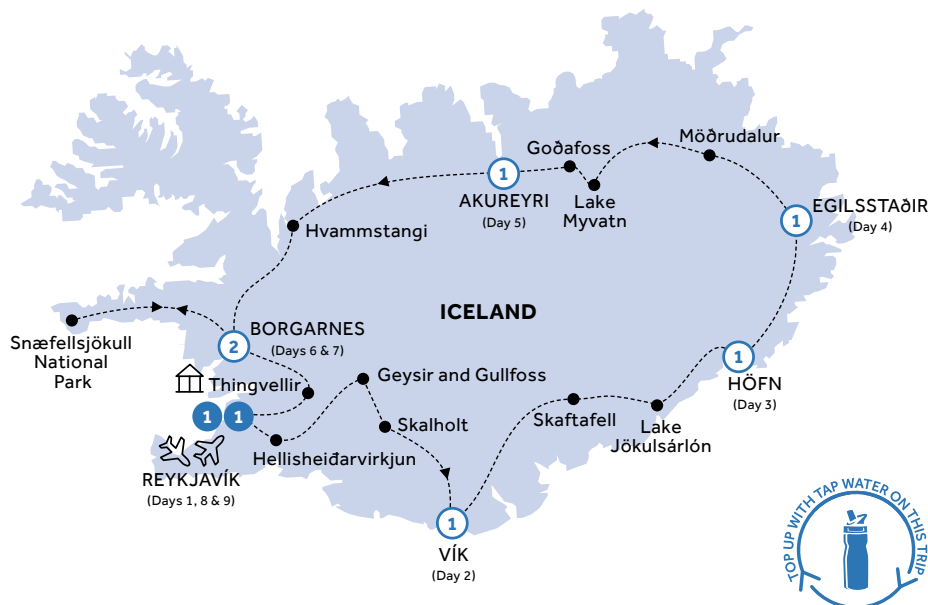 Goðafoss
Möðrudalur
1
AKUREYRI
(Day 5)
Lake
Myvatn
EGILSSTAðIR
1
(Day 4)
Hvammstangi
ICELAND
Snæfellsjökull
National
Park
2
BORGARNES
(Days 6 & 7)
Thingvellir
Geysir and Gullfoss
1
HÖFN
(Day 3)
1
1
Skalholt
Skaftafell
Lake
Jökulsárlón
Hellisheiðarvirkjun
REYKJAVÍK
(Days 1, 8 & 9)
1
VÍK
(Day 2)
TOP UP WITH TAP WATER ON THIS TRIP